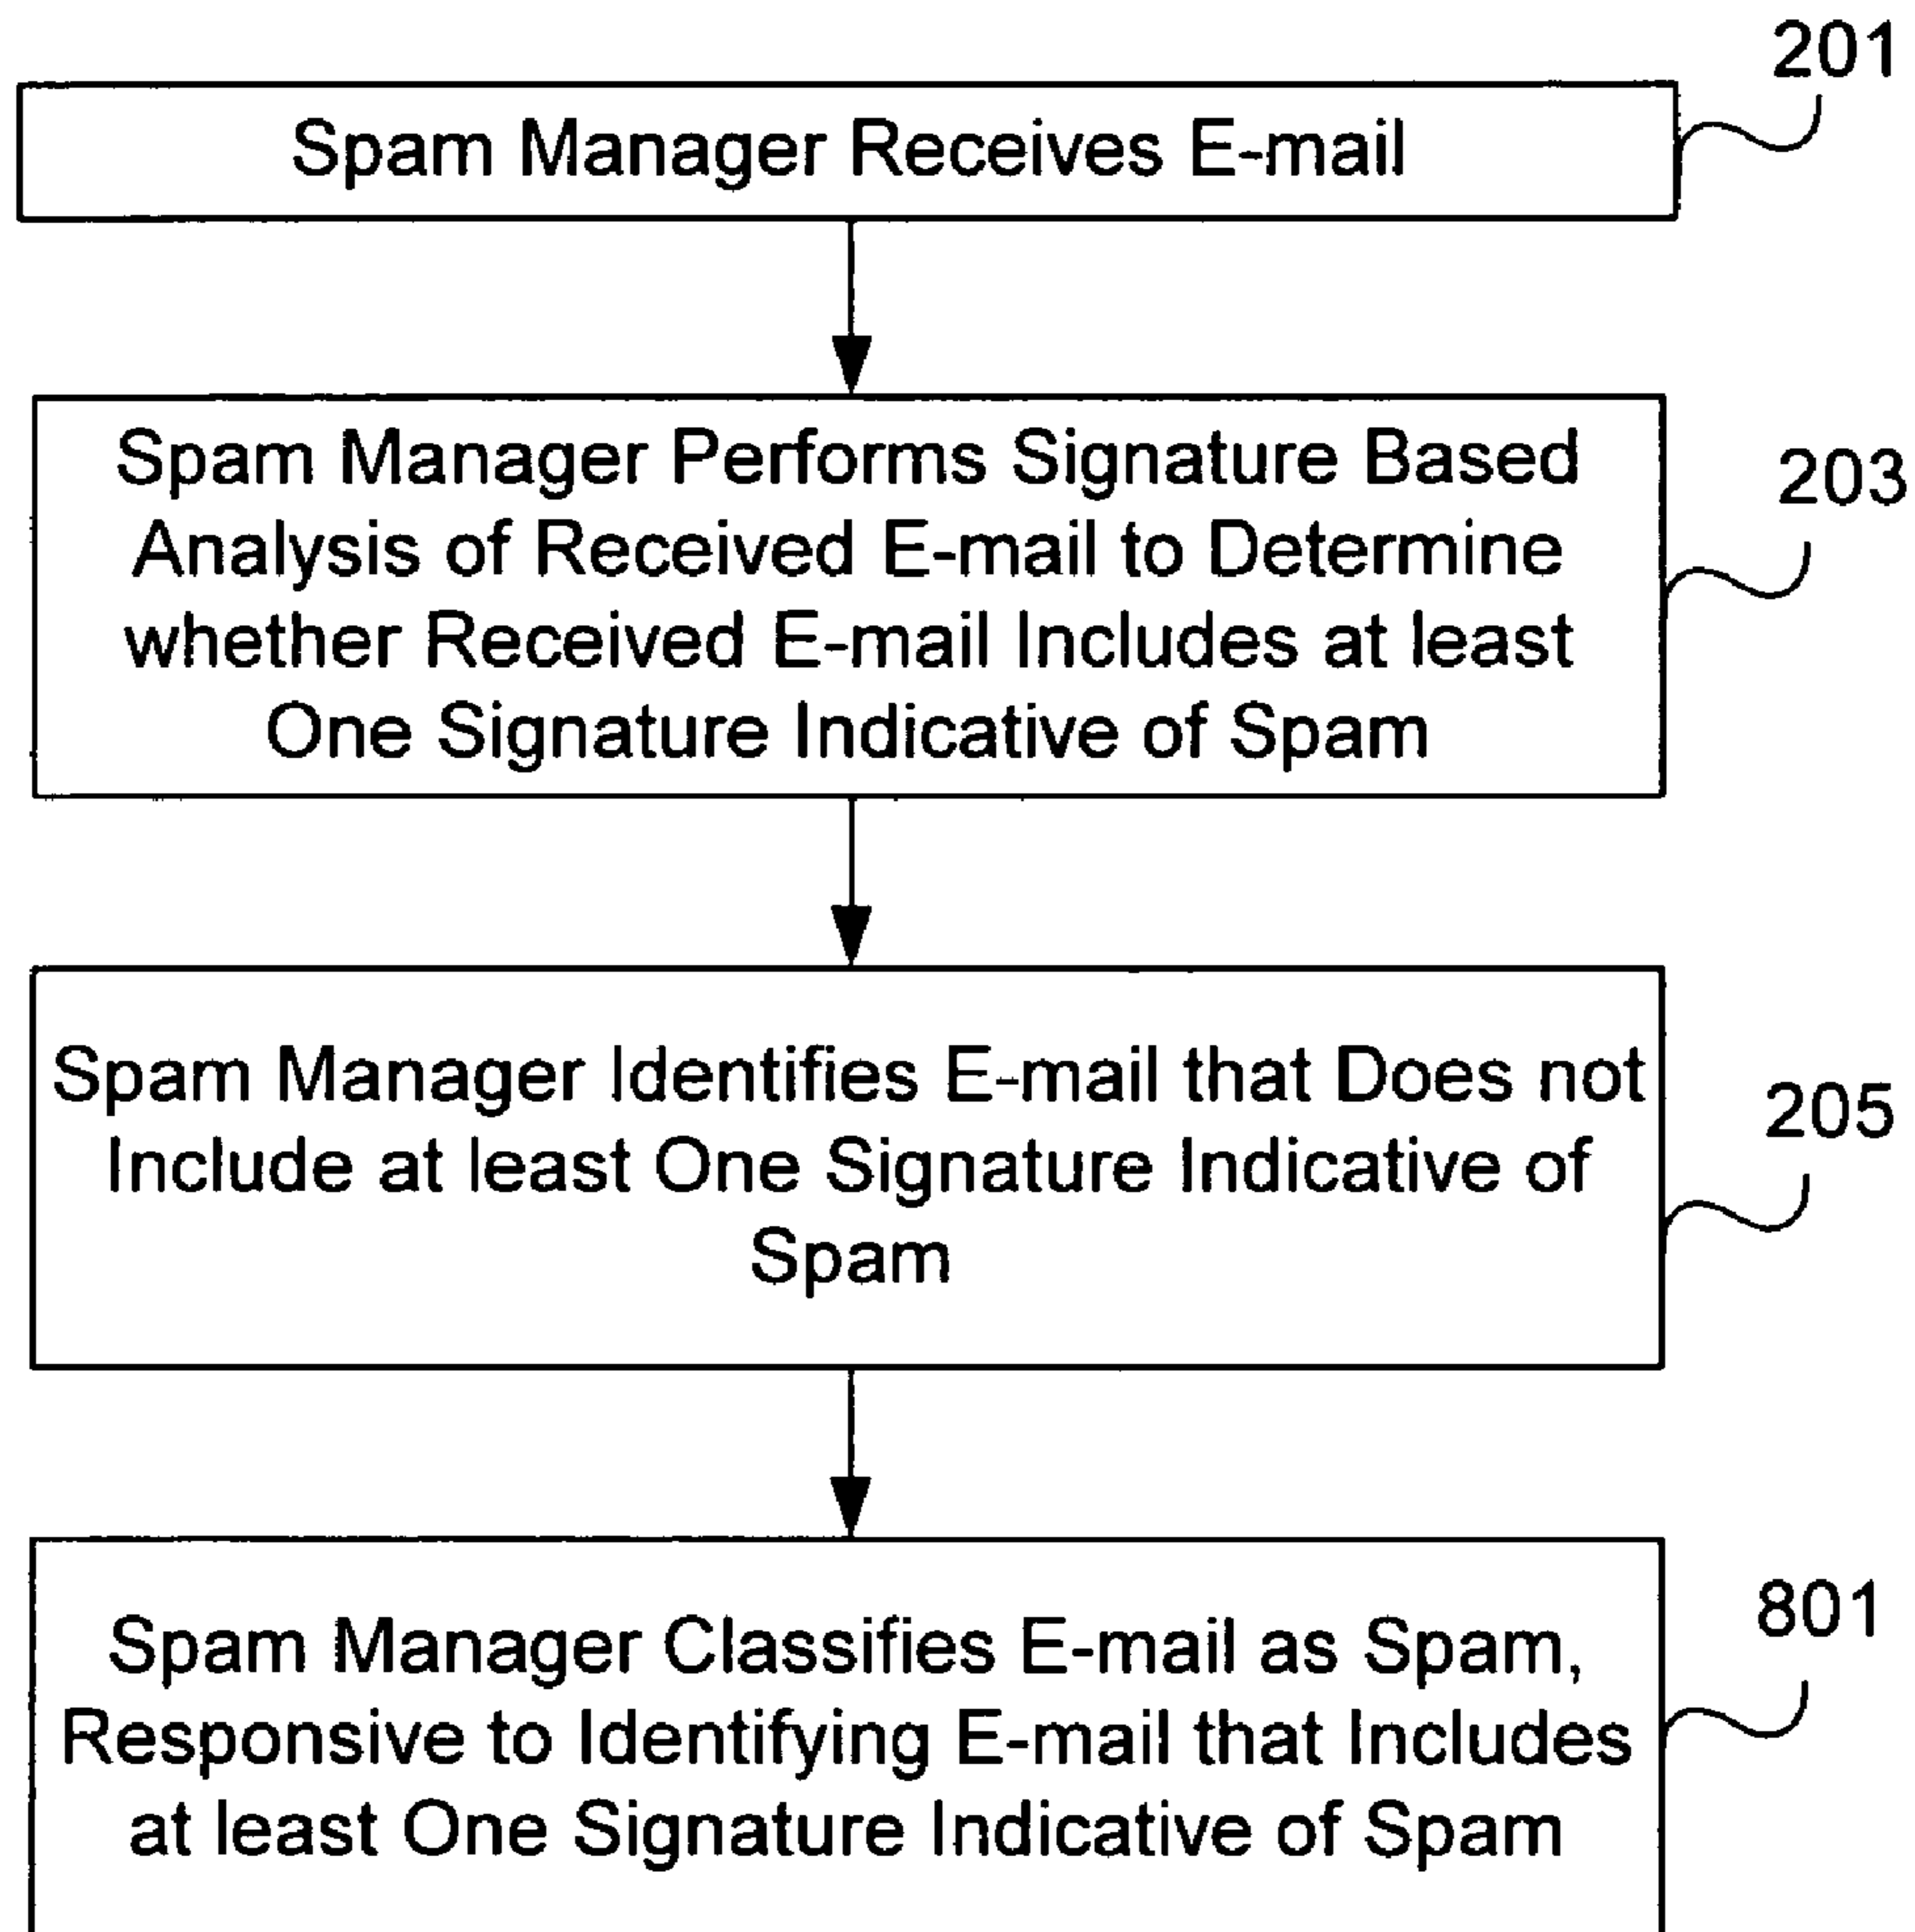 201
Spam Manager Receives E-mail
Spam Manager Performs Signature Based
203
Analysis of Received E-mail to Determine
whether Received E-mail Includes at least
One Signature Indicative of Spam
Spam Manager Identifies E-mail that Does not
205
Include at least One Signature Indicative of
Spam
801
Spam Manager Classifies E-mail as Spam,
Responsive to Identifying E-mail that Includes
at least One Signature Indicative of Spam